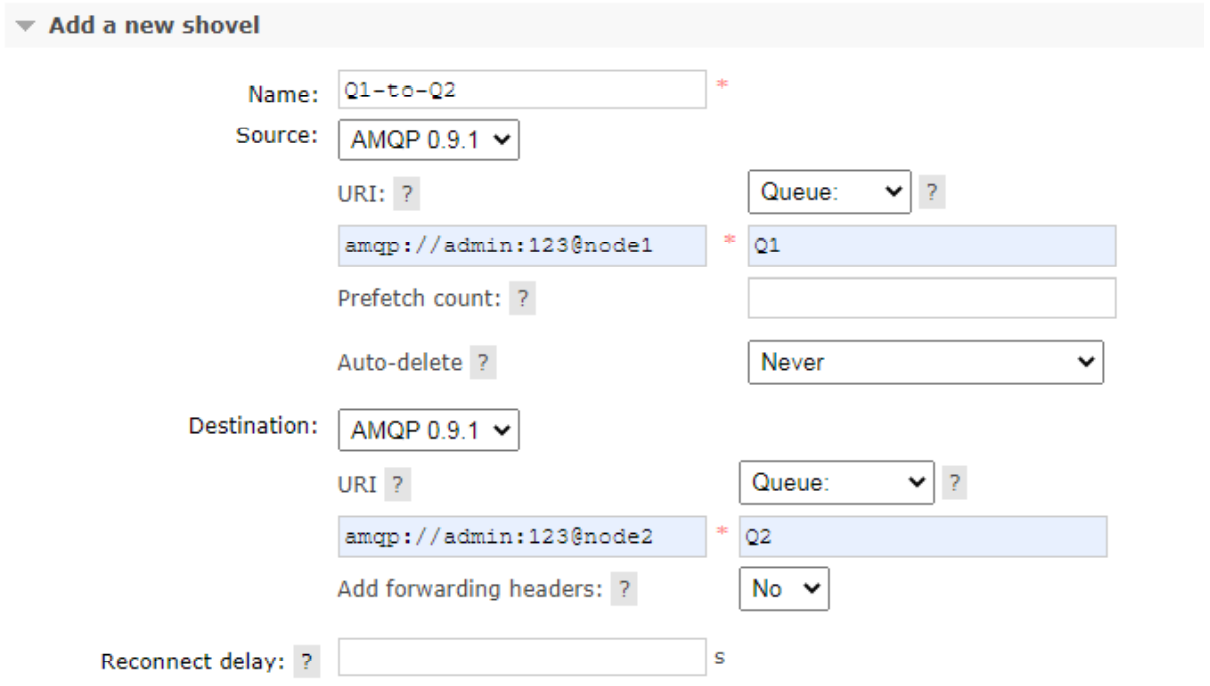 Add a new shovel
Name: Q1-to-Q2 *
Source: AMQP 0.9.1
URI: ? Queue: ?
amqp://admin:123@node1 * Q1
Prefetch count: ?
Auto-delete ? Never
Destination: AMQP 0.9.1
URI ? Queue: ?
amqp://admin:123@node2 * Q2
Add forwarding headers: ? No
Reconnect delay: ? s